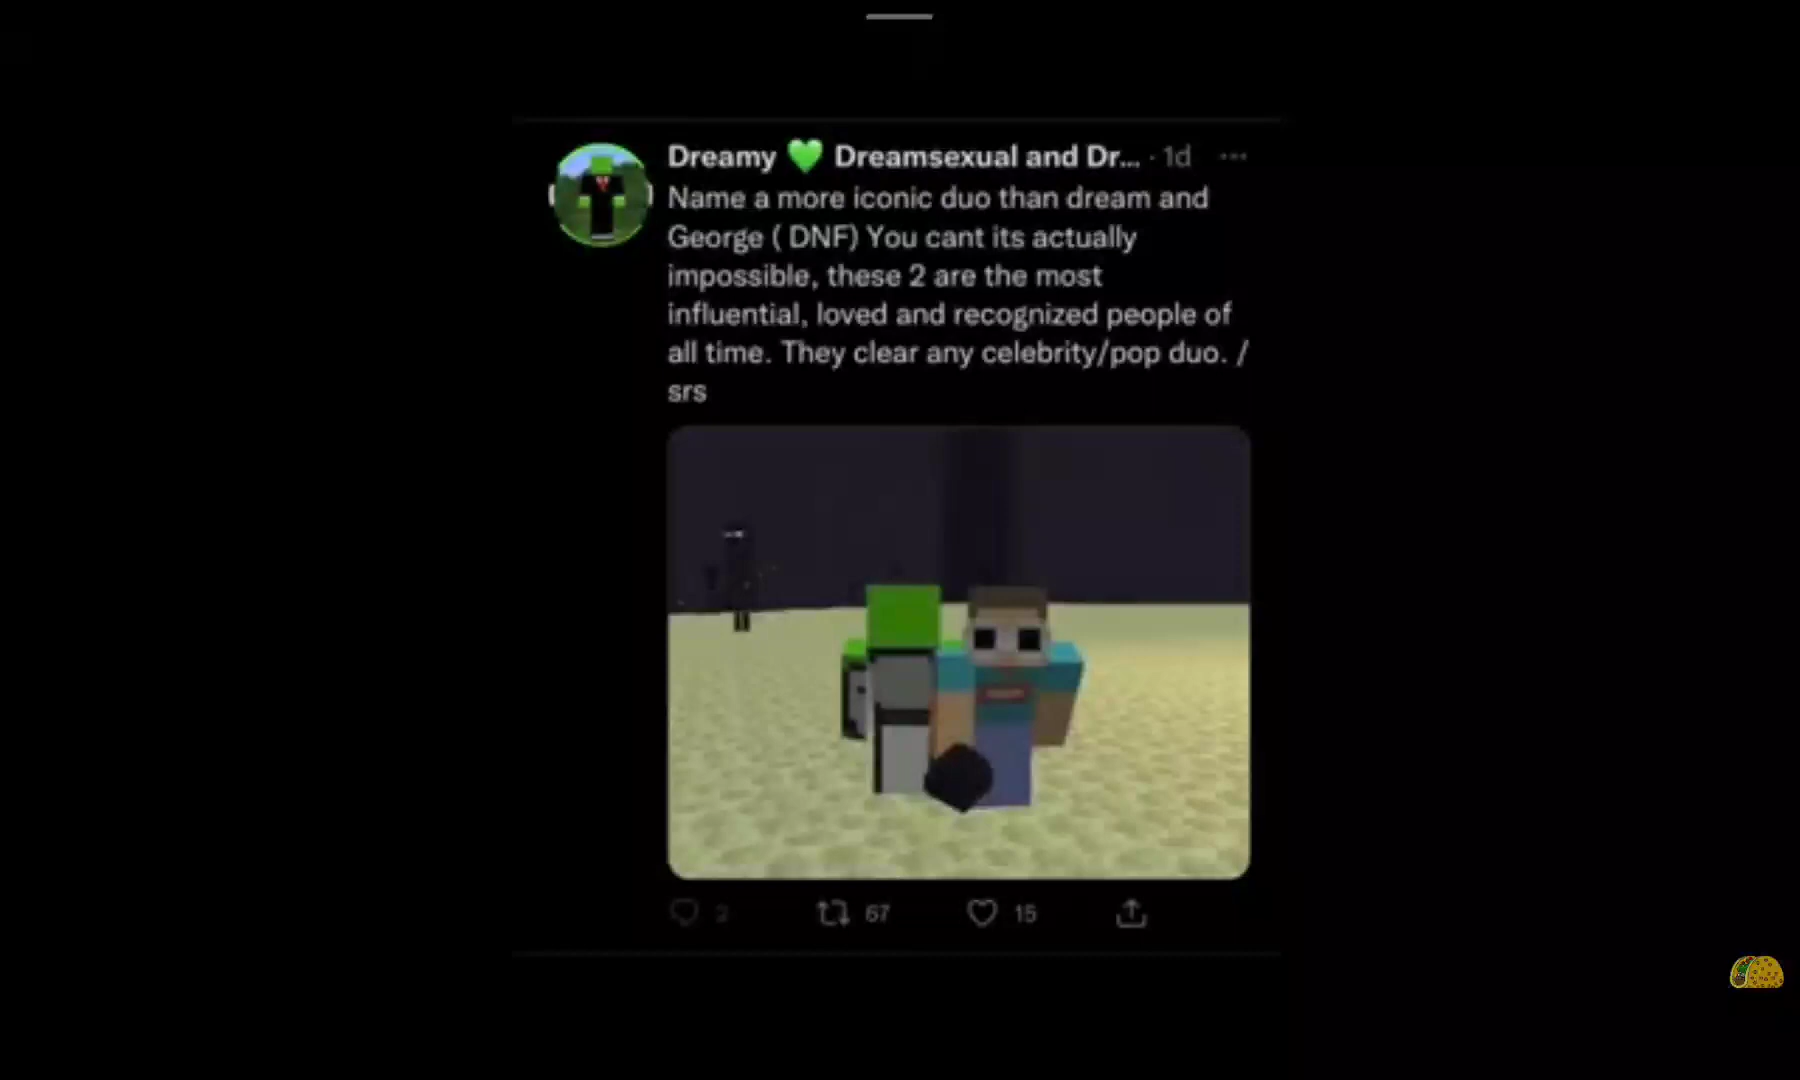 Dreamy 💚 Dreamsexual and Dr... · 1d
Name a more iconic duo than dream and
George ( DNF) You cant its actually
impossible, these 2 are the most
influential, loved and recognized people of
all time. They clear any celebrity/pop duo. /
srs
67 15